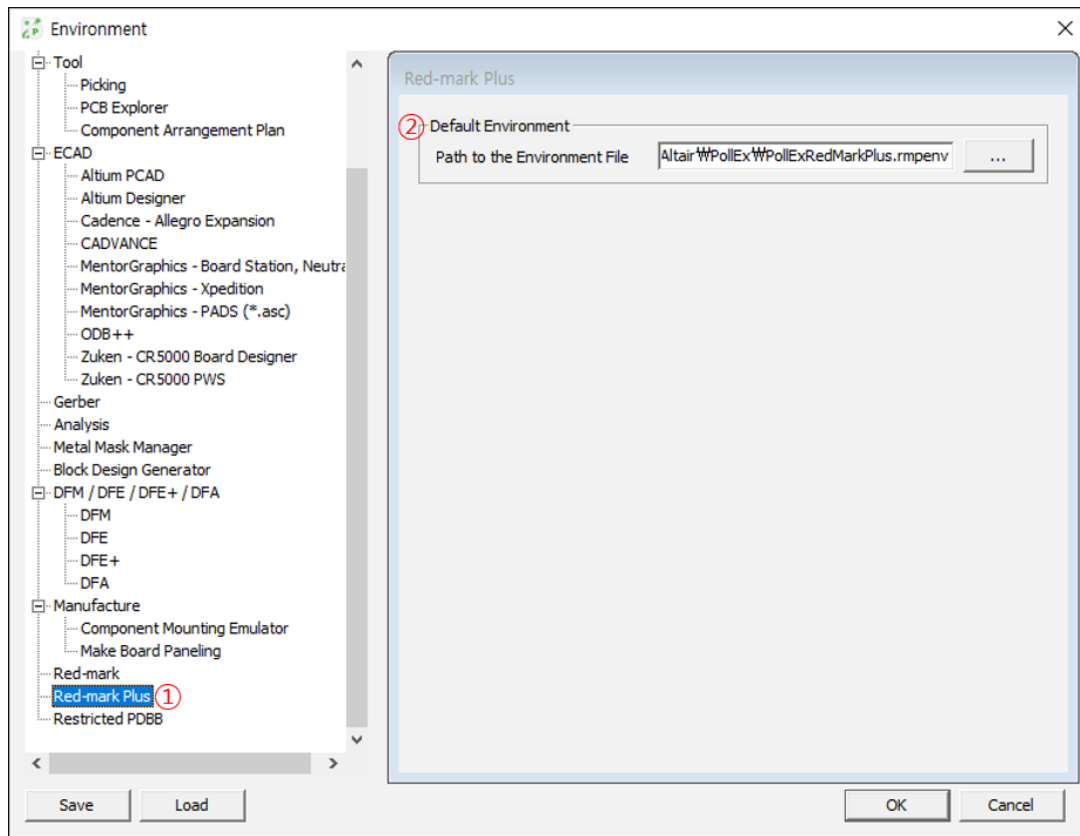 Environment
Tool
Picking
PCB Explorer
Component Arrangement Plan
ECAD
Altium PCAD
Altium Designer
Cadence - Allegro Expansion
CADVANCE
MentorGraphics - Board Station, Neutra
MentorGraphics - Xpedition
MentorGraphics - PADS (*.asc)
ODB++
Zuken - CR5000 Board Designer
Zuken - CR5000 PWS
Gerber
Analysis
Metal Mask Manager
Block Design Generator
DFM / DFE / DFE+ / DFA
DFM
DFE
DFE+
DFA
Manufacture
Component Mounting Emulator
Make Board Paneling
Red-mark
Red-mark Plus ①
Restricted PDBB
Save Load
Red-mark Plus
② Default Environment
Path to the Environment File Altair₩PollEx₩PollExRedMarkPlus.rmpenv ...
OK Cancel